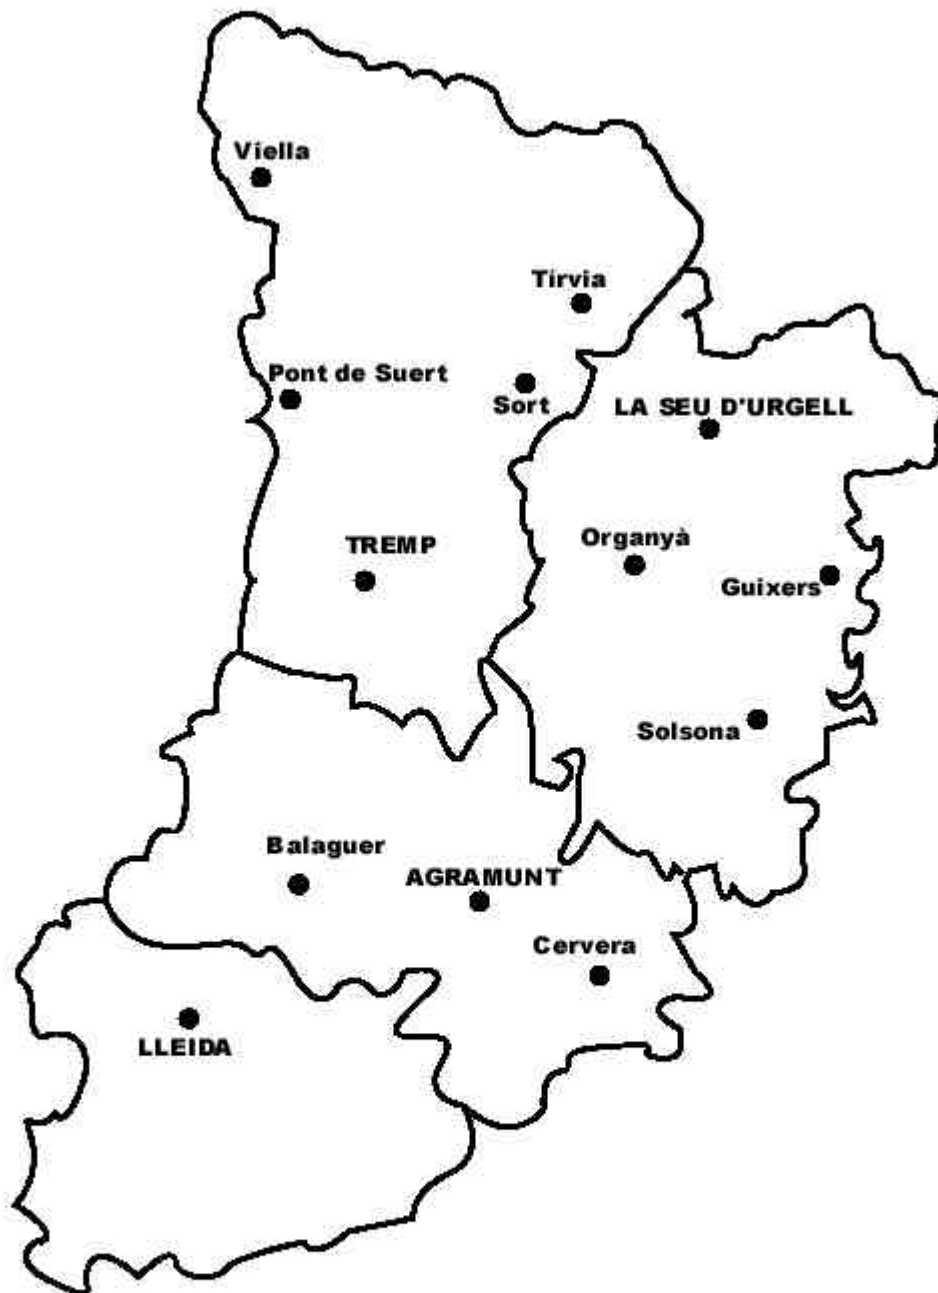 Viella
Tirvia
Pont de Suert
Sort
LA SEU D'URGELL
TREMP
Organyà
Guixers
Solsona
Balaguer
AGRAMUNT
Cervera
LLEIDA